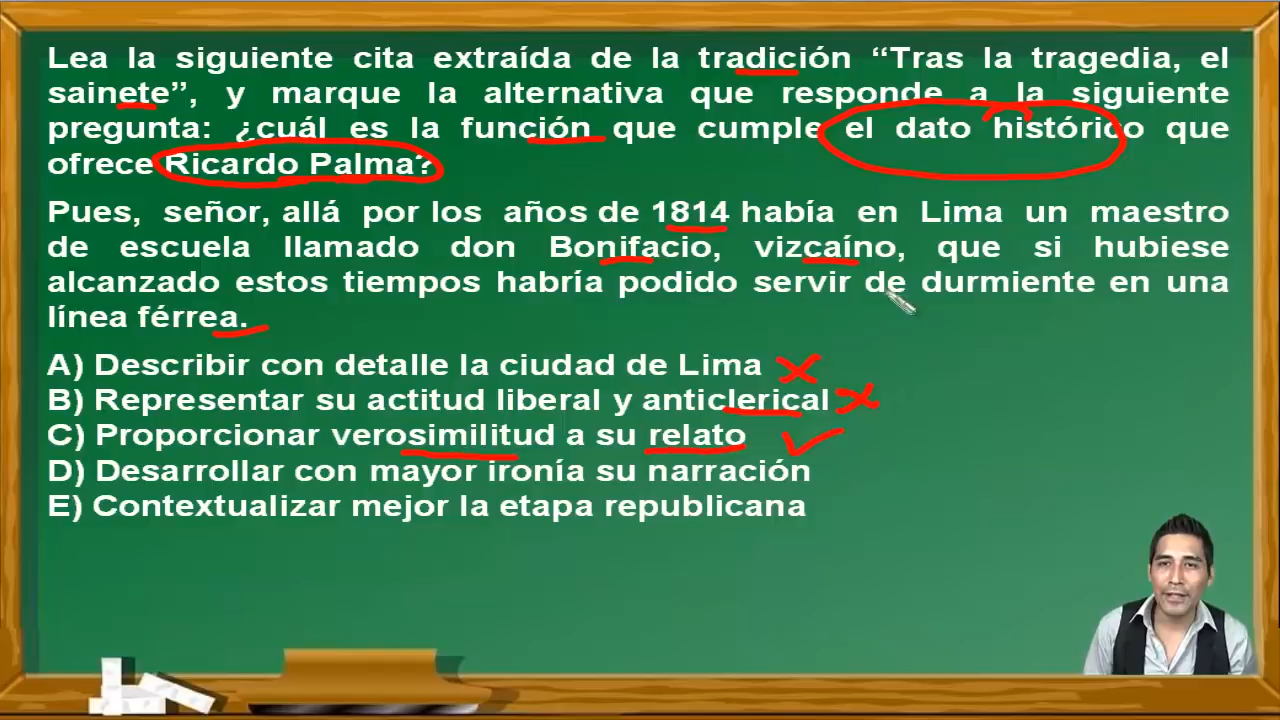 Lea la siguiente cita extraída de la tradición “Tras la tragedia, el
sainete”, y marque la alternativa que responde a la siguiente
pregunta: ¿cuál es la función que cumple el dato histórico que
ofrece Ricardo Palma?
Pues, señor, allá por los años de 1814 había en Lima un maestro
de escuela llamado don Bonifacio, vizcaíno, que si hubiese
alcanzado estos tiempos habría podido servir de durmiente en una
línea férrea.
A) Describir con detalle la ciudad de Lima
B) Representar su actitud liberal y anticlerical
C) Proporcionar verosimilitud a su relato
D) Desarrollar con mayor ironía su narración
E) Contextualizar mejor la etapa republicana